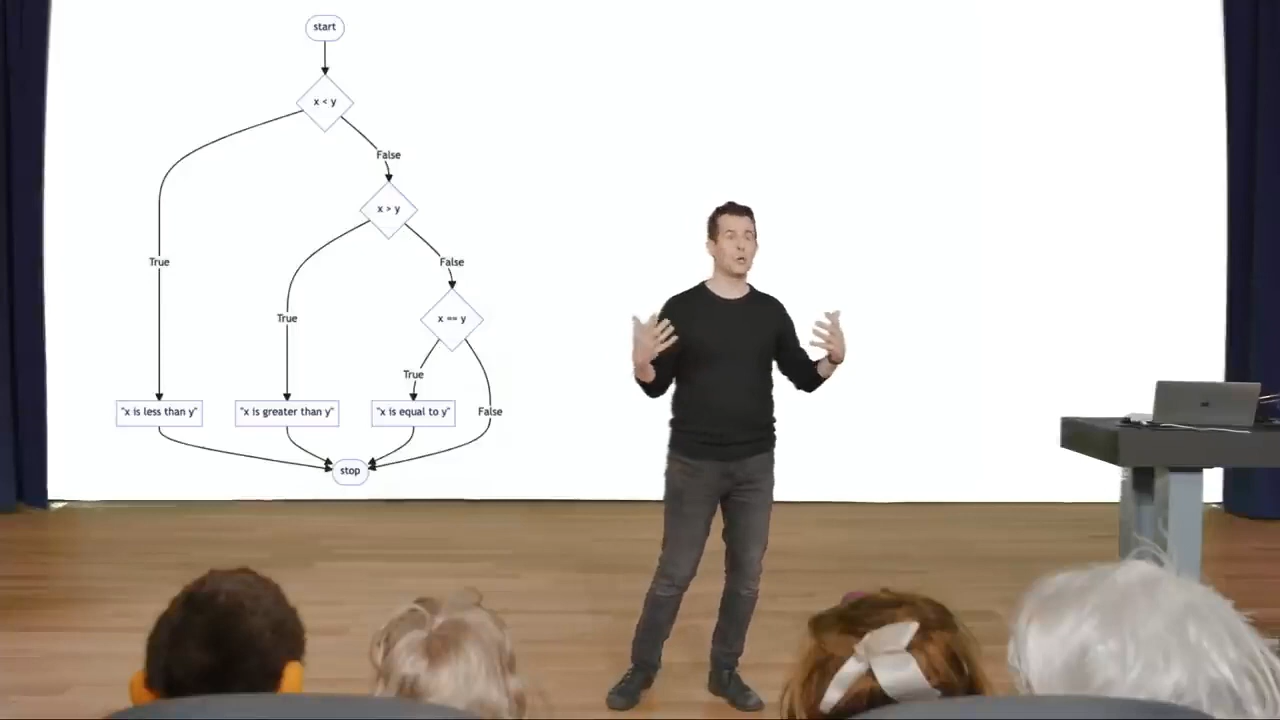 start
x < y
False
x > y
True
False
True
x == y
True
"x is less than y"
"x is greater than y"
"x is equal to y"
False
stop